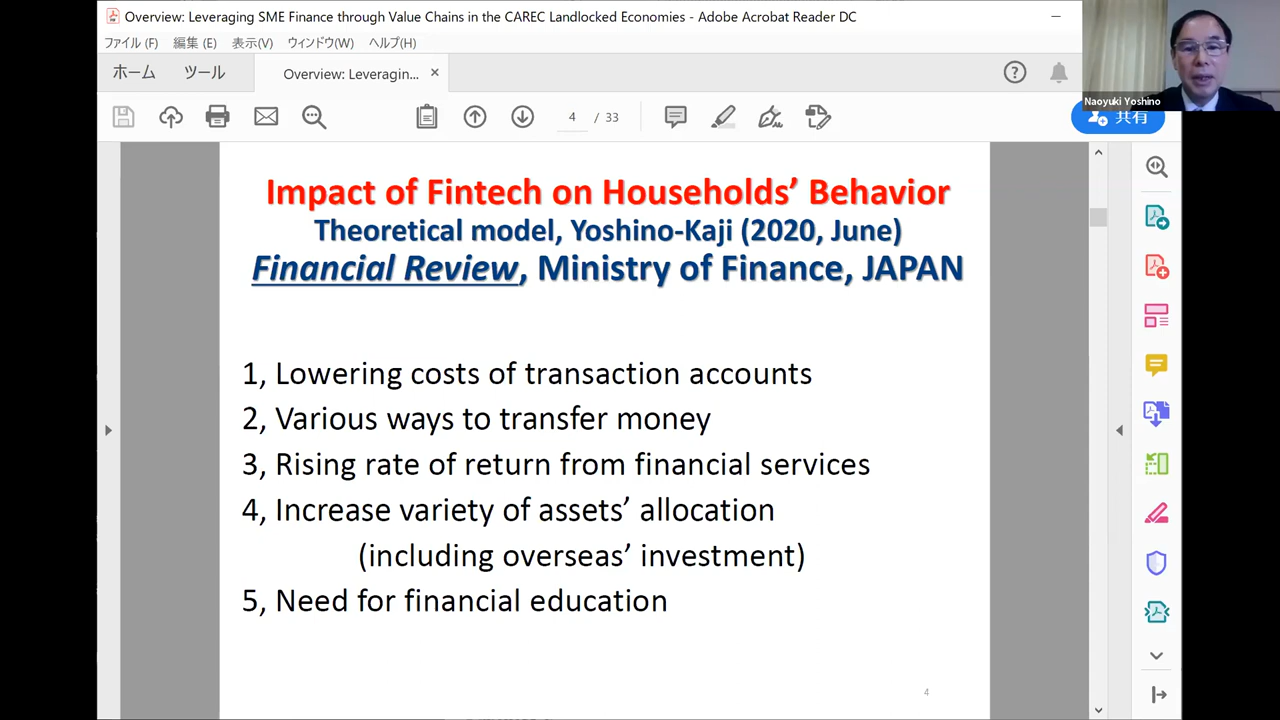 Overview: Leveraging SME Finance through Value Chains in the CAREC Landlocked Economies - Adobe Acrobat Reader DC
ファイル (F) 編集 (E) 表示(V) ウィンドウ(W) ヘルプ(H)
ホーム ツール Overview: Leveragin... ×
4 / 33
Naoyuki Yoshino
共有
Impact of Fintech on Households’ Behavior
Theoretical model, Yoshino-Kaji (2020, June)
Financial Review, Ministry of Finance, JAPAN
1, Lowering costs of transaction accounts
2, Various ways to transfer money
3, Rising rate of return from financial services
4, Increase variety of assets’ allocation
(including overseas’ investment)
5, Need for financial education
4